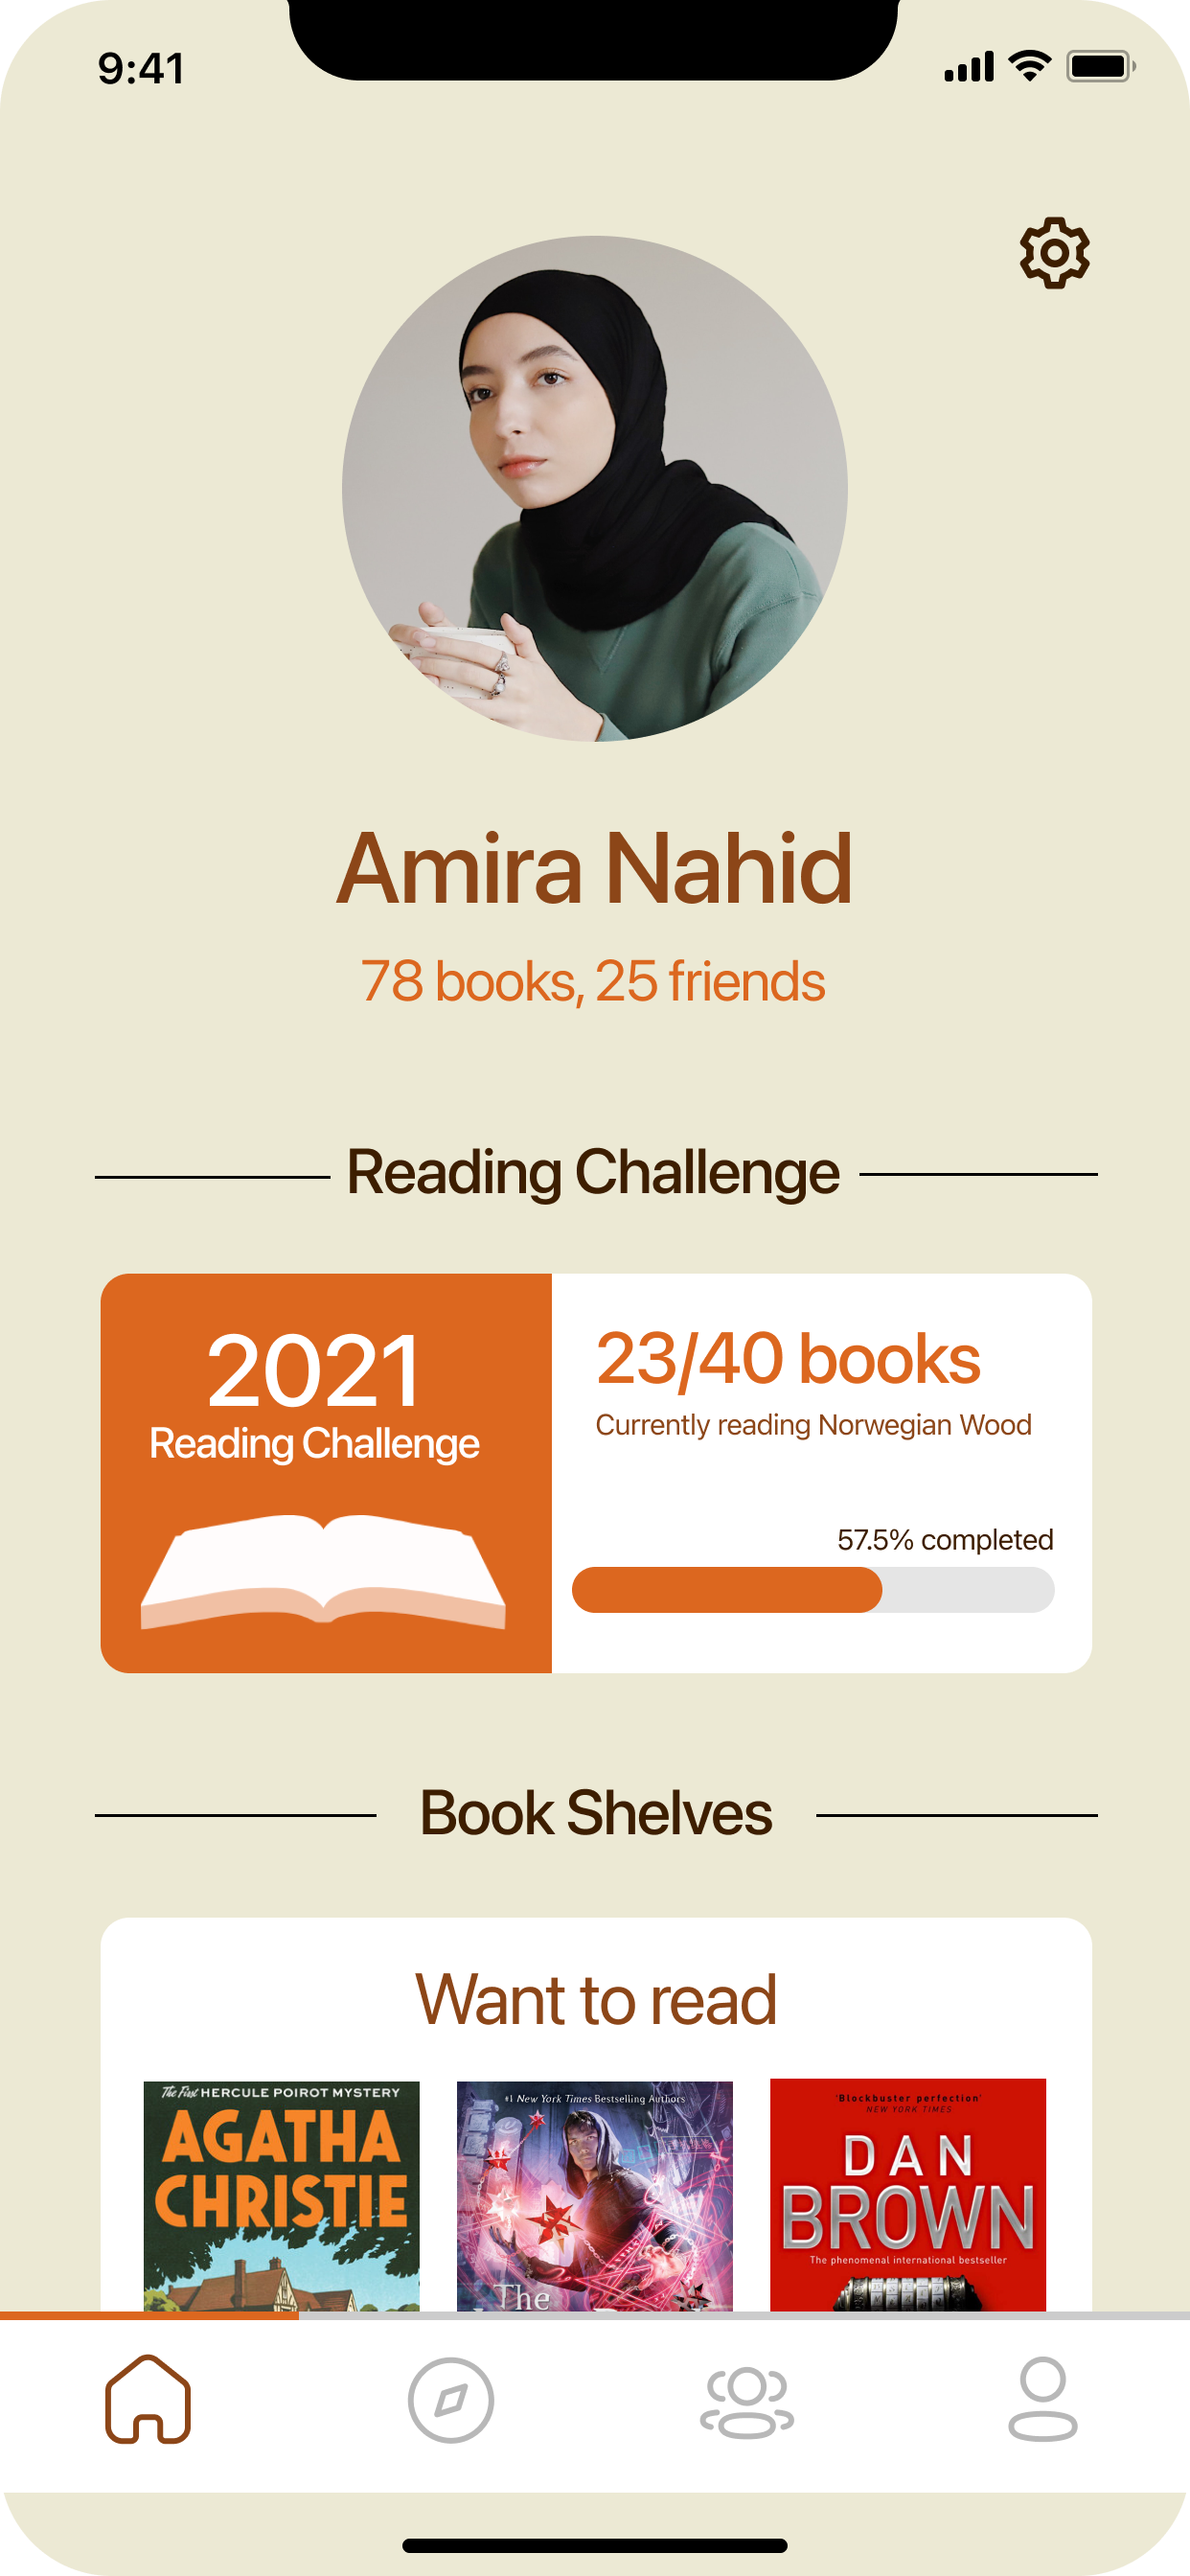 9:41
Amira Nahid
78 books, 25 friends
Reading Challenge
2021
Reading Challenge
23/40 books
Currently reading Norwegian Wood
57.5% completed
Book Shelves
Want to read
The First HERCULE POIROT MYSTERY
AGATHA
CHRISTIE
#1 New York Times Bestselling Authors
The
'Blockbuster perfection'
NEW YORK TIMES
DAN
BROWN
The phenomenal international bestseller